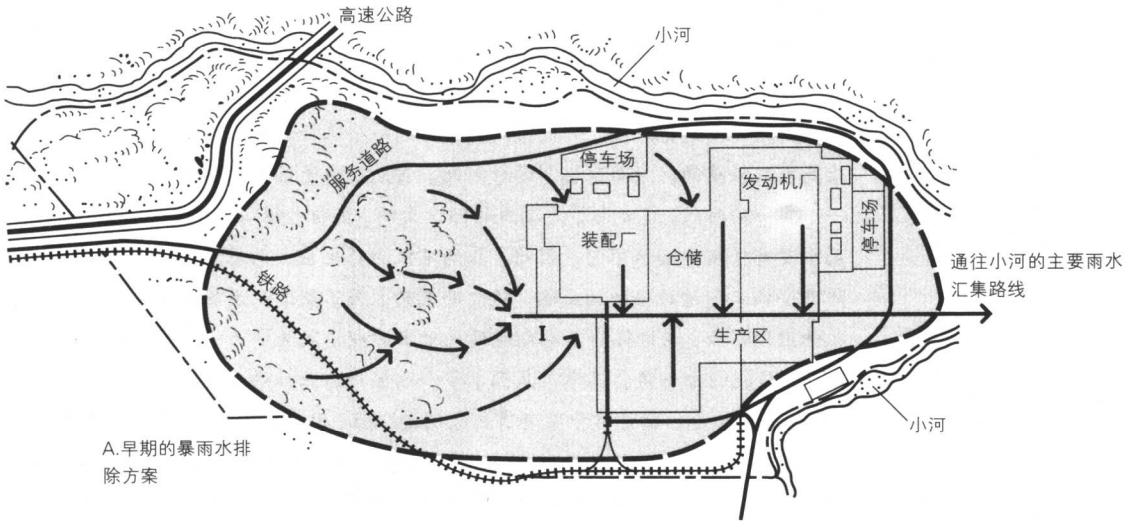 高速公路
小河
服务道路
停车场
发动机厂
停车场
装配厂
仓储
铁路
通往小河的主要雨水
汇集路线
I
生产区
小河
A.早期的暴雨水排
除方案